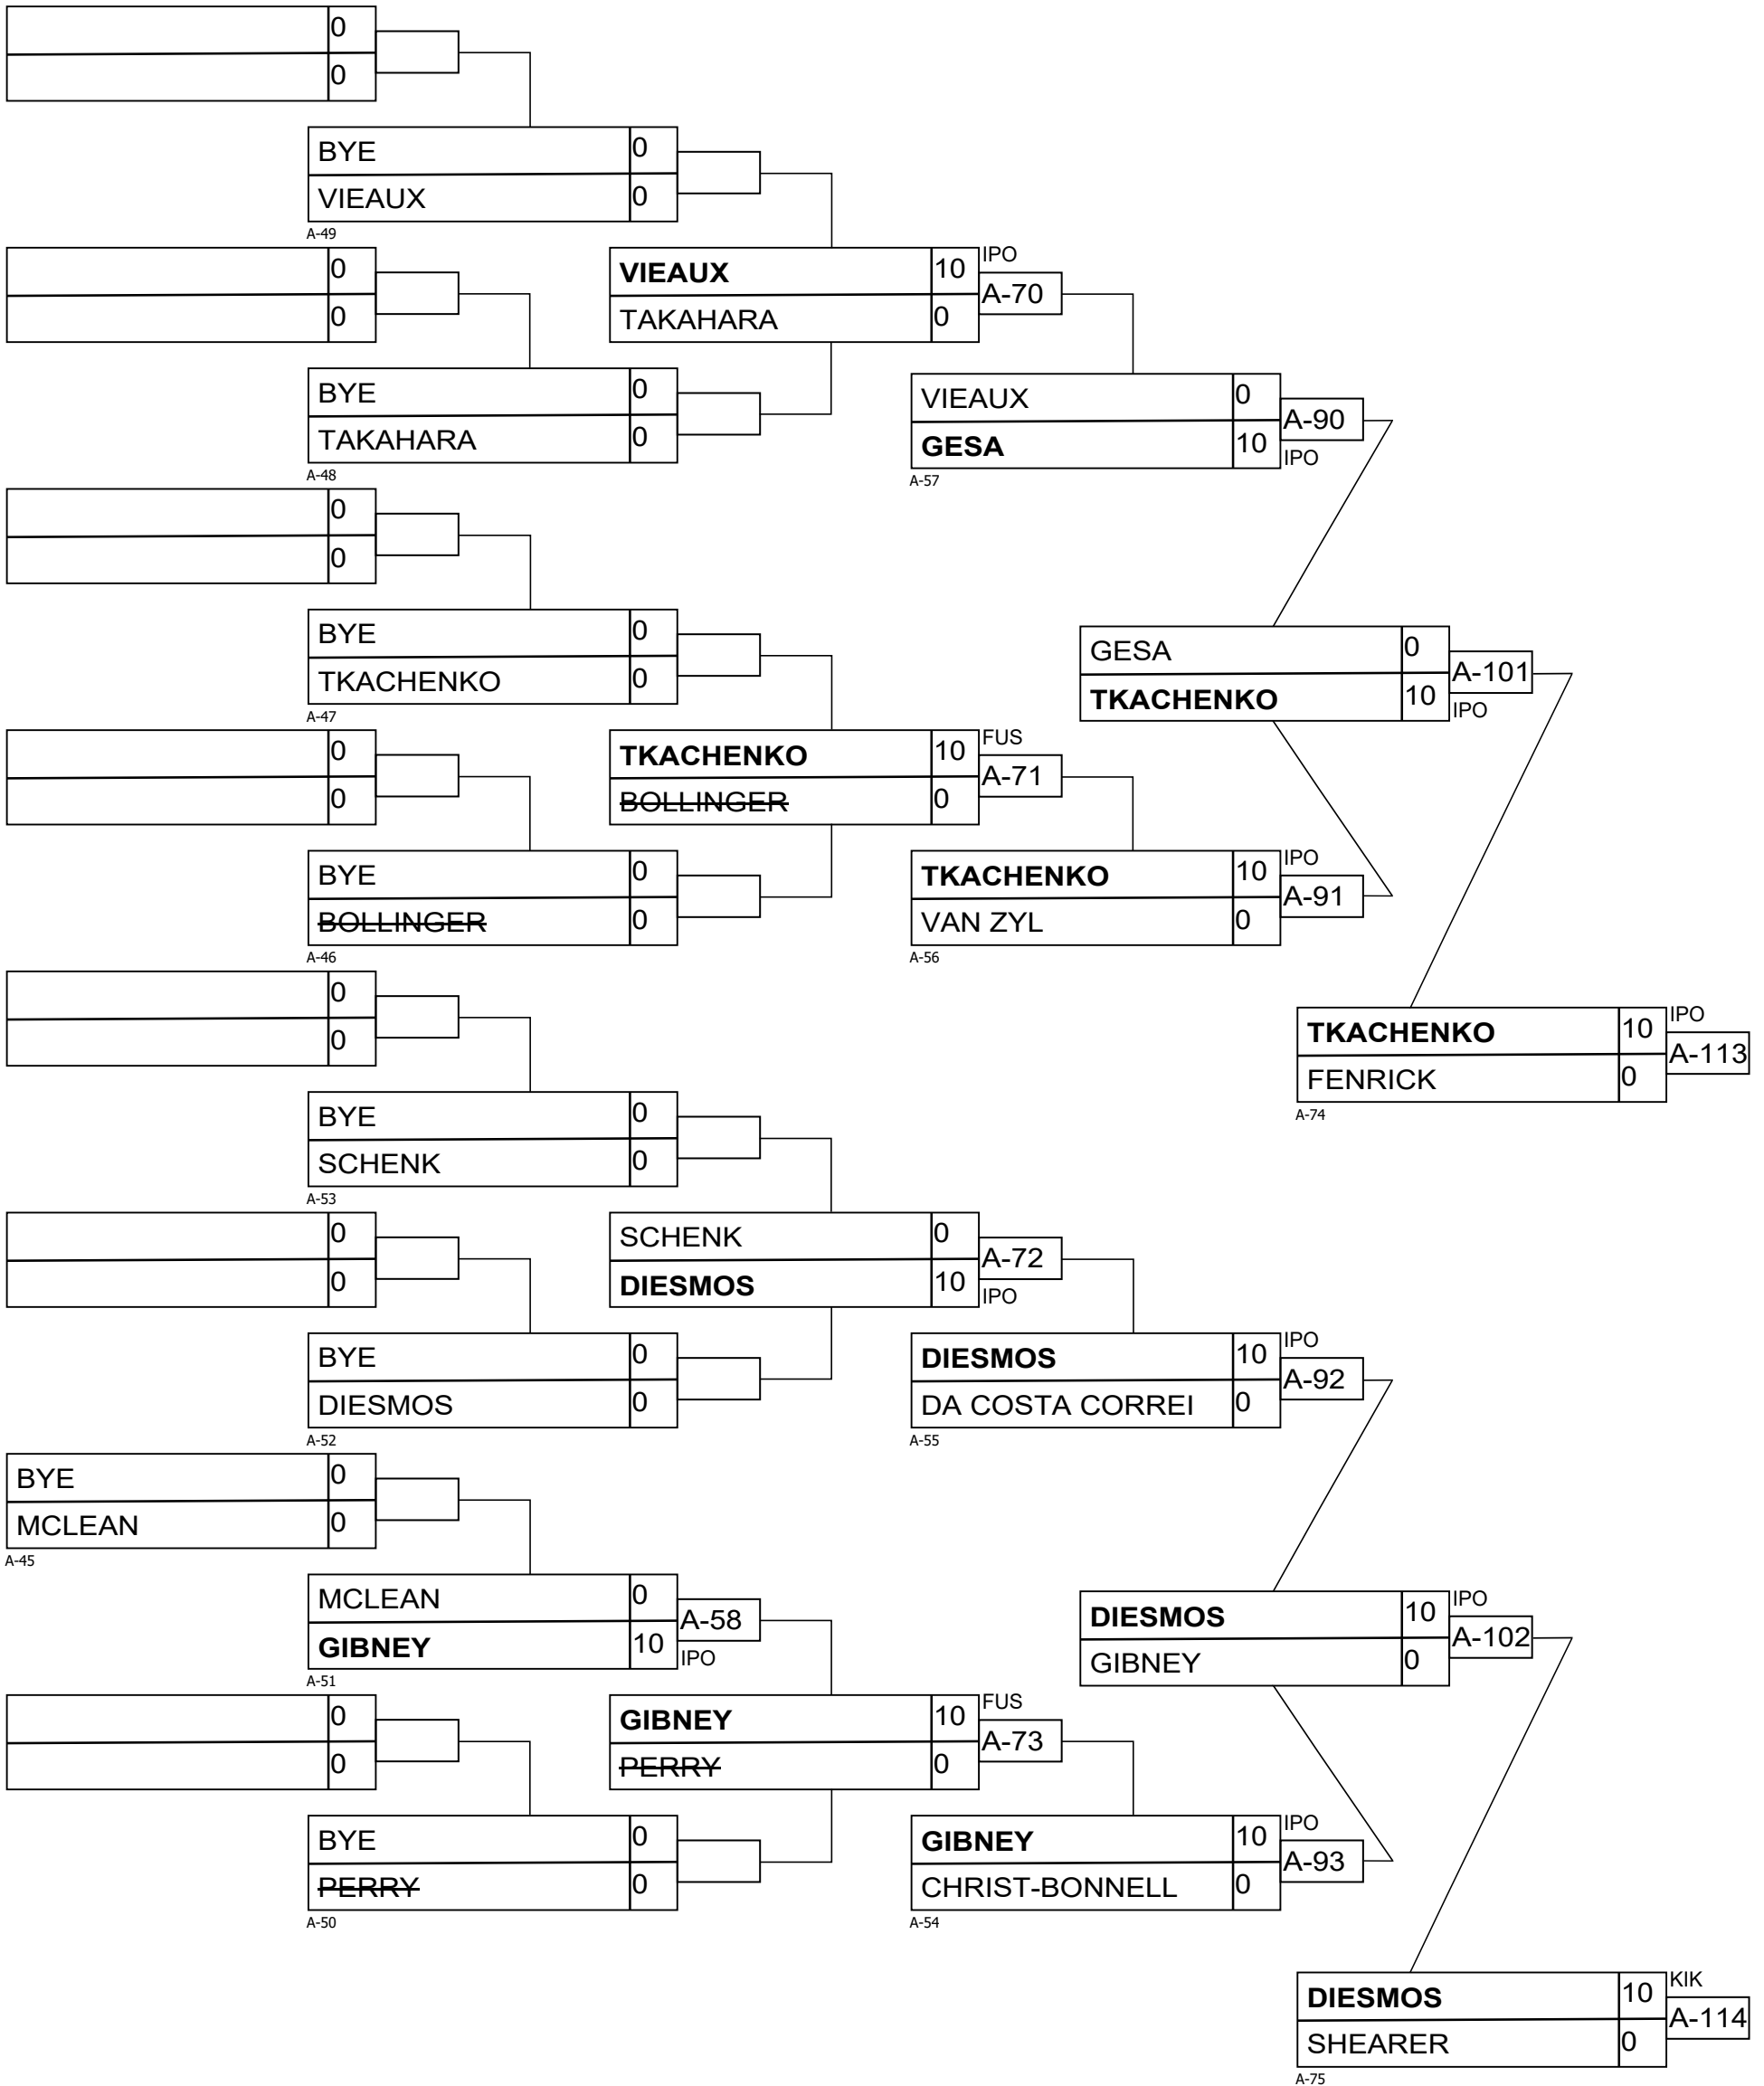 0
0
BYE 0
VIEAUX 0
A-49
0
0
VIEAUX 10 IPO
TAKAHARA 0 A-70
BYE 0
TAKAHARA 0
A-48
VIEAUX 0 A-90
GESA 10 IPO
A-57
0
0
BYE 0
TKACHENKO 0
A-47
GESA 0 A-101
TKACHENKO 10 IPO
0
0
TKACHENKO 10 FUS
BOLLINGER 0 A-71
BYE 0
BOLLINGER 0
A-46
TKACHENKO 10 IPO
VAN ZYL 0 A-91
A-56
0
0
TKACHENKO 10 IPO
FENRICK 0 A-113
A-74
BYE 0
SCHENK 0
A-53
0
0
SCHENK 0 A-72
DIESMOS 10 IPO
BYE 0
DIESMOS 0
A-52
DIESMOS 10 IPO
DA COSTA CORREI 0 A-92
A-55
BYE 0
MCLEAN 0
A-45
MCLEAN 0 A-58
GIBNEY 10 IPO
A-51
DIESMOS 10 IPO
GIBNEY 0 A-102
0
0
GIBNEY 10 FUS
PERRY 0 A-73
BYE 0
PERRY 0
A-50
GIBNEY 10 IPO
CHRIST-BONNELL 0 A-93
A-54
DIESMOS 10 KIK
SHEARER 0 A-114
A-75